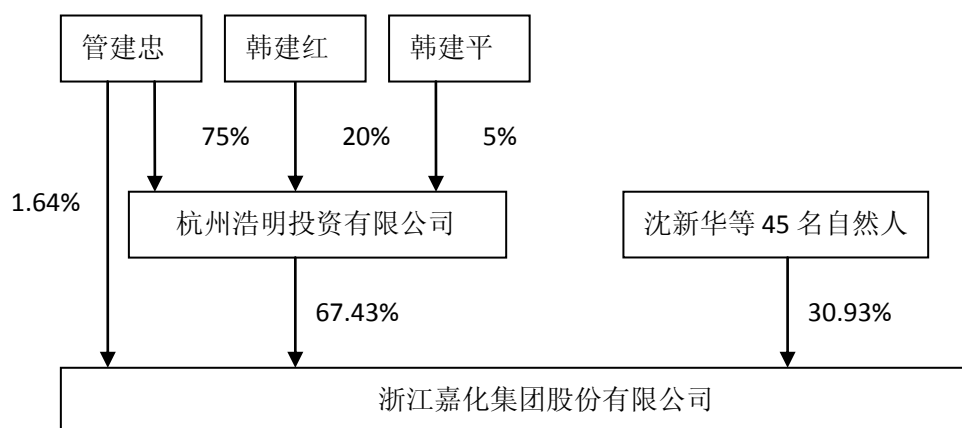 管建忠
韩建红
韩建平
75%
20%
5%
1.64%
杭州浩明投资有限公司
沈新华等 45 名自然人
67.43%
30.93%
浙江嘉化集团股份有限公司